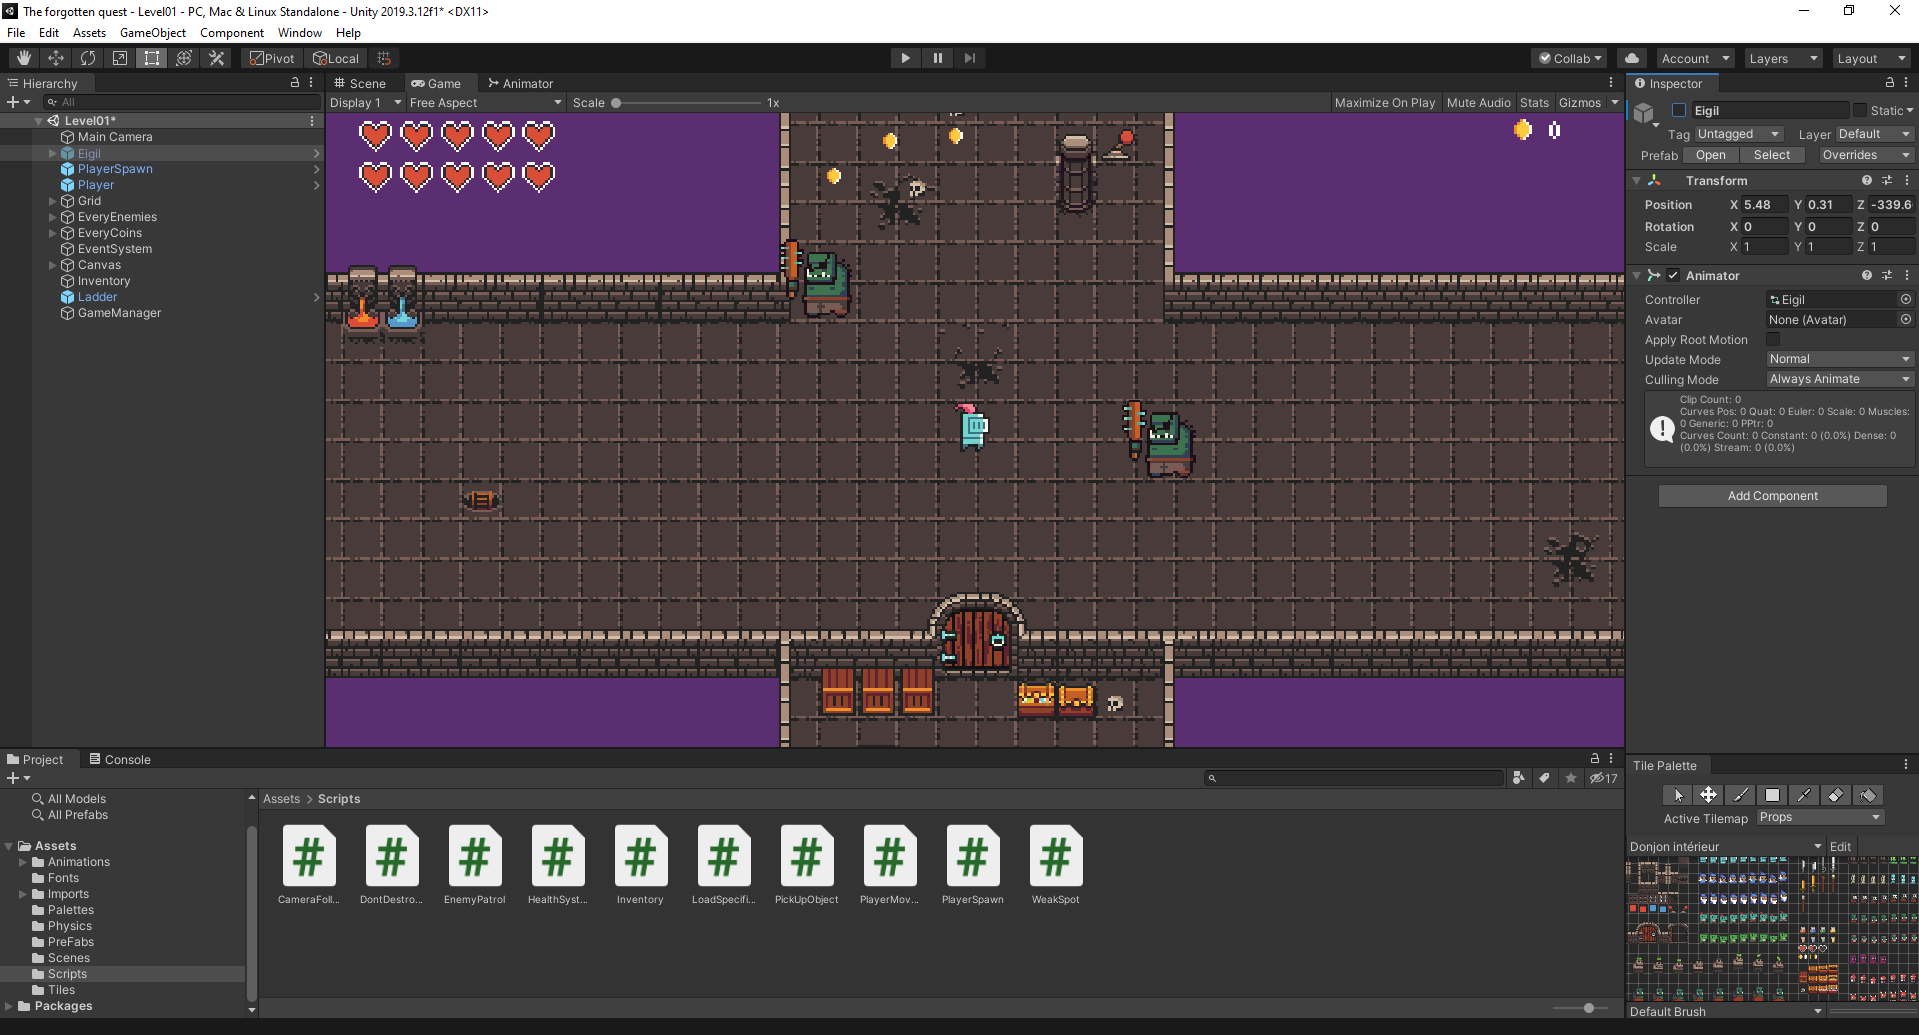 The forgotten quest - Level01 - PC, Mac & Linux Standalone - Unity 2019.3.12f1* <DX11>
File Edit Assets GameObject Component Window Help
Pivot Local Collab Account Layers Layout
Hierarchy
All
Level01*
Main Camera
Eigil
PlayerSpawn
Player
Grid
EveryEnemies
EveryCoins
EventSystem
Canvas
Inventory
Ladder
GameManager
Scene Game Animator
Display 1 Free Aspect Scale 1x Maximize On Play Mute Audio Stats Gizmos
0
Inspector
Eigil Static
Tag Untagged Layer Default
Prefab Open Select Overrides
Transform
Position X 5.48 Y 0.31 Z -339.6
Rotation X 0 Y 0 Z 0
Scale X 1 Y 1 Z 1
Animator
Controller Eigil
Avatar None (Avatar)
Apply Root Motion
Update Mode Normal
Culling Mode Always Animate
Clip Count: 0
Curves Pos: 0 Quat: 0 Euler: 0 Scale: 0 Muscles:
0 Generic: 0 PPtr: 0
Curves Count: 0 Constant: 0 (0.0%) Dense: 0
(0.0%) Stream: 0 (0.0%)
Add Component
Project Console
17
All Models
All Prefabs
Assets
Animations
Fonts
Imports
Palettes
Physics
PreFabs
Scenes
Scripts
Tiles
Packages
Assets > Scripts
CameraFoll... DontDestro... EnemyPatrol HealthSyst... Inventory LoadSpecifi... PickUpObject PlayerMov... PlayerSpawn WeakSpot
Tile Palette
Active Tilemap Props
Donjon intérieur Edit
Default Brush